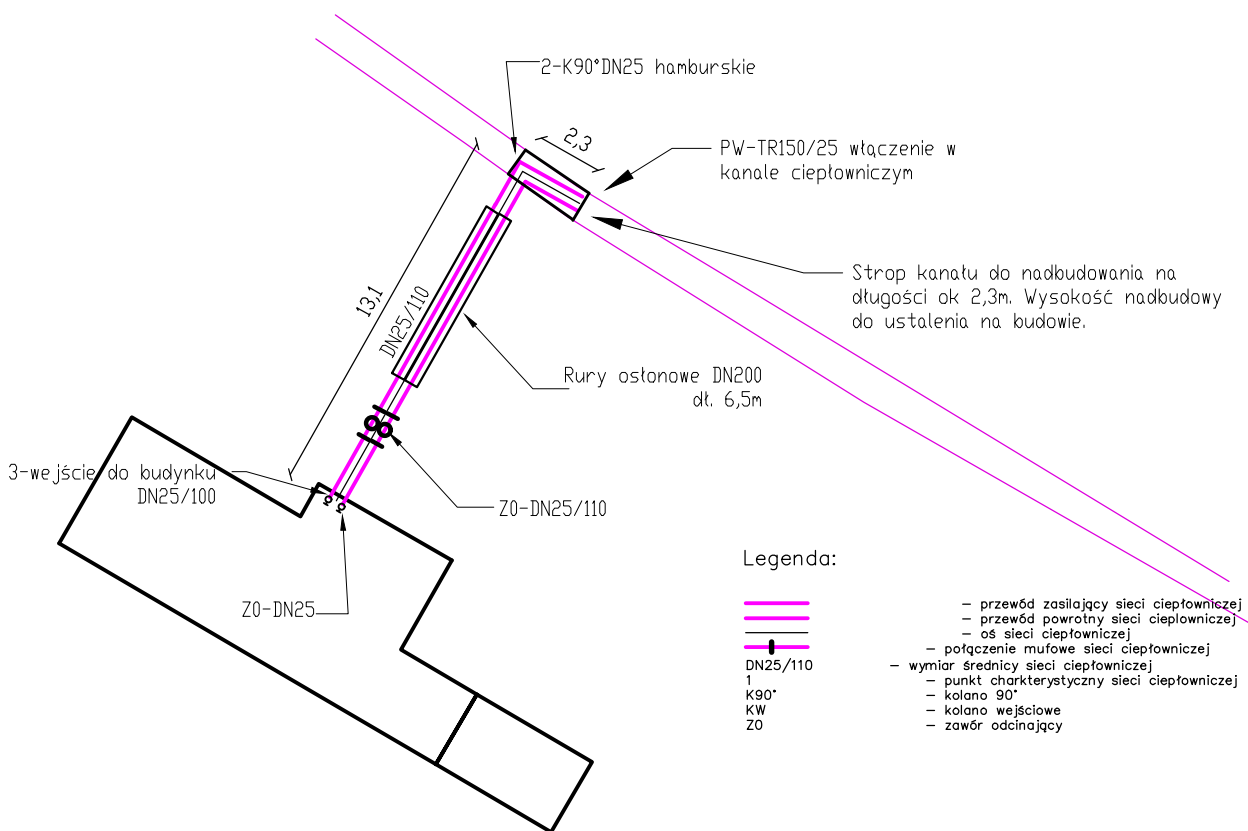 2-K90°DN25 hamburskie
2,3
PW-TR150/25 włączenie w
kanale ciepłowniczym
Strop kanału do nadbudowania na
długości ok 2,3m. Wysokość nadbudowy
do ustalenia na budowie.
13,1
DN25/110
Rury osłonowe DN200
dł. 6,5m
3-wejście do budynku
DN25/100
ZO-DN25/110
ZO-DN25
Legenda:
– przewód zasilający sieci ciepłowniczej
– przewód powrotny sieci cieplowniczej
– oś sieci ciepłowniczej
– połączenie mufowe sieci ciepłowniczej
DN25/110 – wymiar średnicy sieci ciepłowniczej
1 – punkt charkterystyczny sieci ciepłowniczej
K90° – kolano 90°
KW – kolano wejściowe
ZO – zawór odcinający